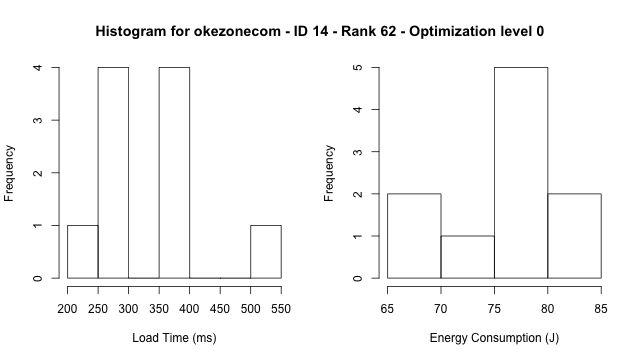 Histogram for okezonecom - ID 14 - Rank 62 - Optimization level 0
Frequency
4
3
2
1
0
200 250 300 350 400 450 500 550
Load Time (ms)
Frequency
5
4
3
2
1
0
65 70 75 80 85
Energy Consumption (J)